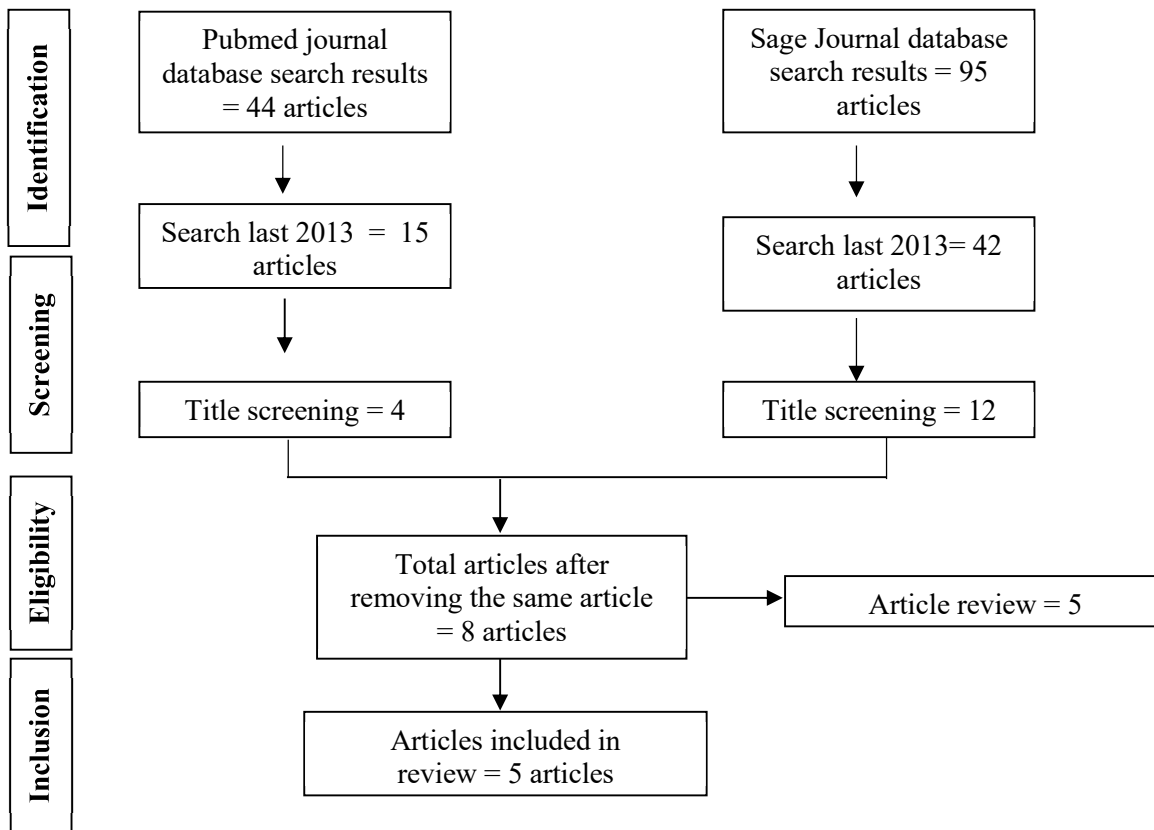 Identification
Pubmed journal
database search results
= 44 articles
Sage Journal database
search results = 95
articles
Search last 2013 = 15
articles
Search last 2013= 42
articles
Screening
Title screening = 4
Title screening = 12
Eligibility
Total articles after
removing the same article
= 8 articles
Article review = 5
Inclusion
Articles included in
review = 5 articles